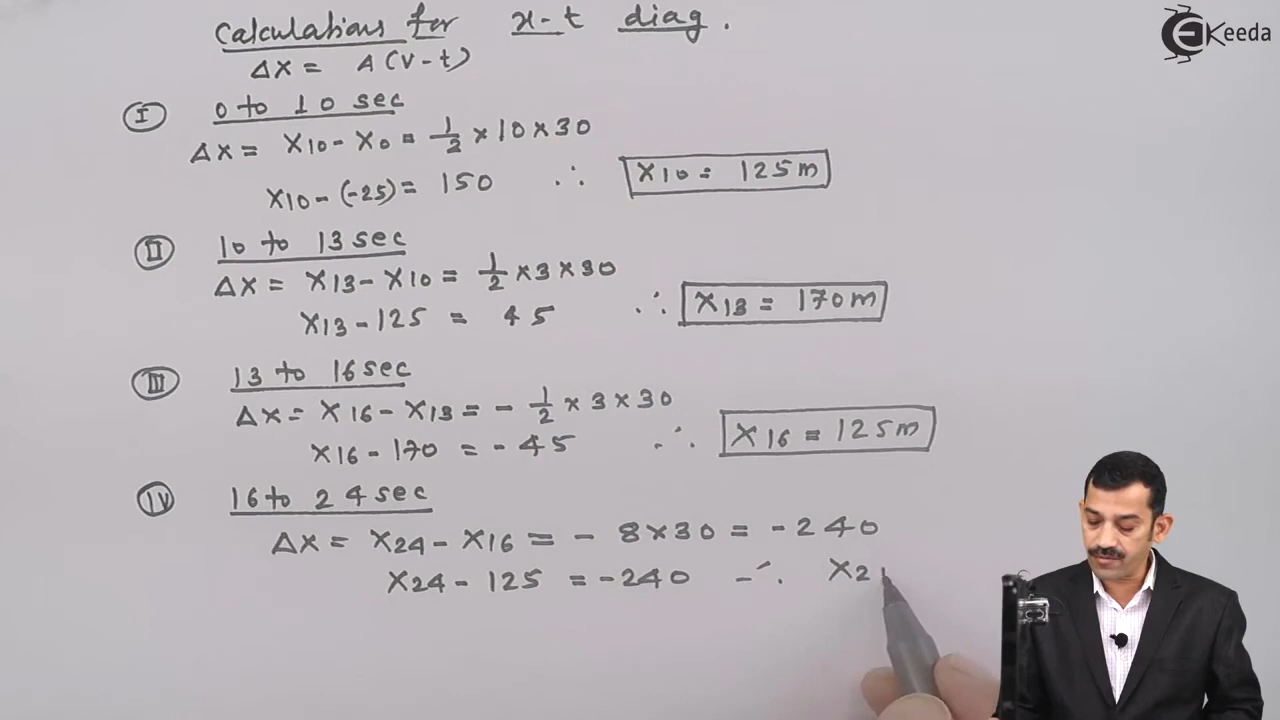 Calculations for x-t diag.
ΔX = A(V-t)
I 0 to 10 sec
ΔX = X10 - X0 = 1/2 × 10 × 30
X10 - (-25) = 150 ∴ X10 = 125m
II 10 to 13 sec
ΔX = X13 - X10 = 1/2 × 3 × 30
X13 - 125 = 45 ∴ X13 = 170m
III 13 to 16 sec
ΔX = X16 - X13 = - 1/2 × 3 × 30
X16 - 170 = - 45 ∴ X16 = 125m
IV 16 to 24 sec
ΔX = X24 - X16 = - 8 × 30 = - 240
X24 - 125 = - 240 ∴ X2
Keeda